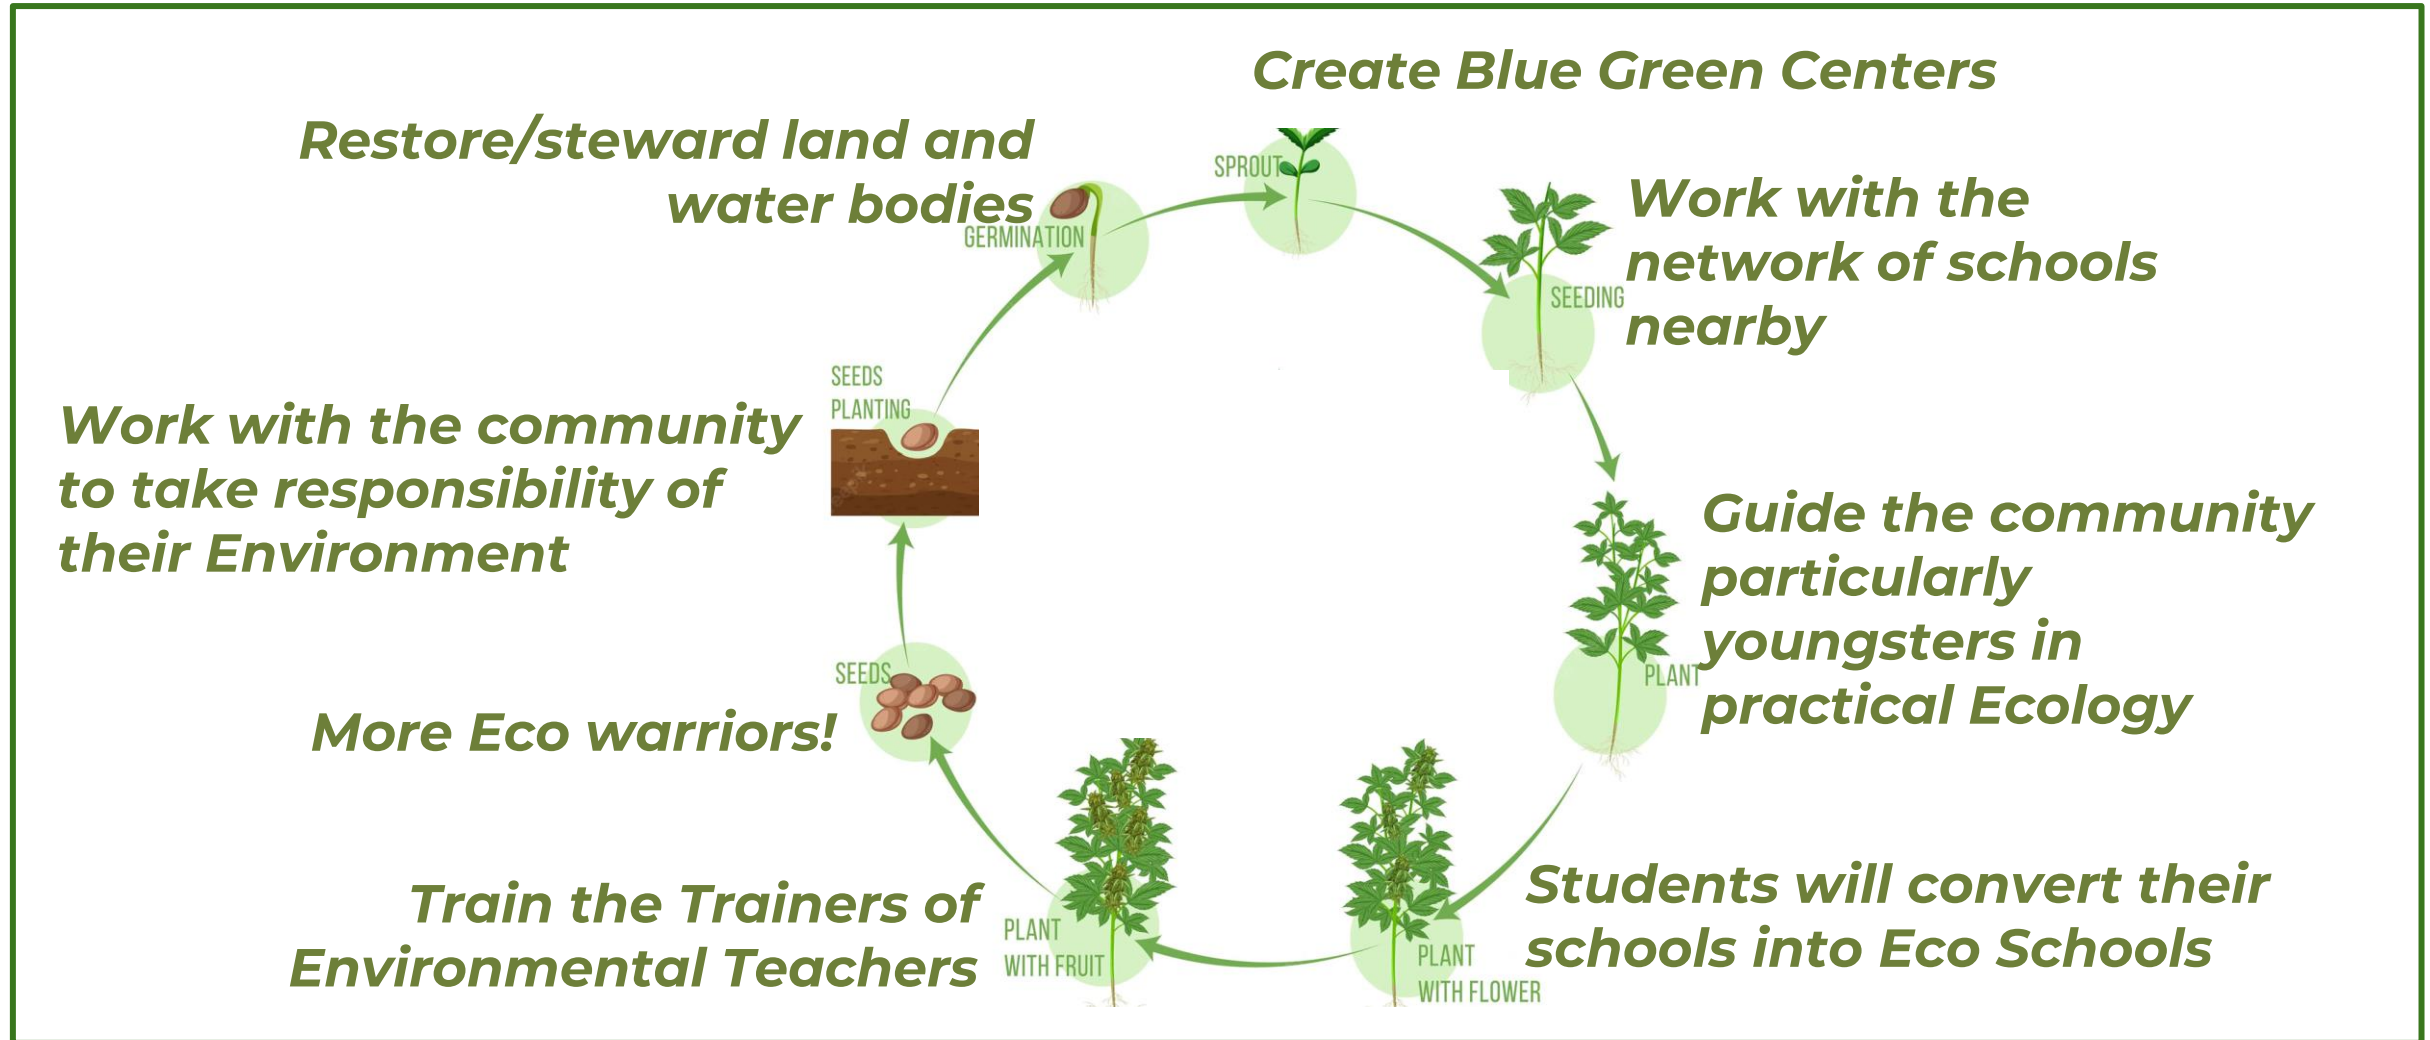 Create Blue Green Centers
Restore/steward land and
water bodies
GERMINATION
SPROUT
Work with the
network of schools
nearby
SEEDING
Guide the community
particularly
youngsters in
practical Ecology
PLANT
Students will convert their
schools into Eco Schools
PLANT
WITH FLOWER
Train the Trainers of
Environmental Teachers
PLANT
WITH FRUIT
More Eco warriors!
SEEDS
Work with the community
to take responsibility of
their Environment
SEEDS
PLANTING